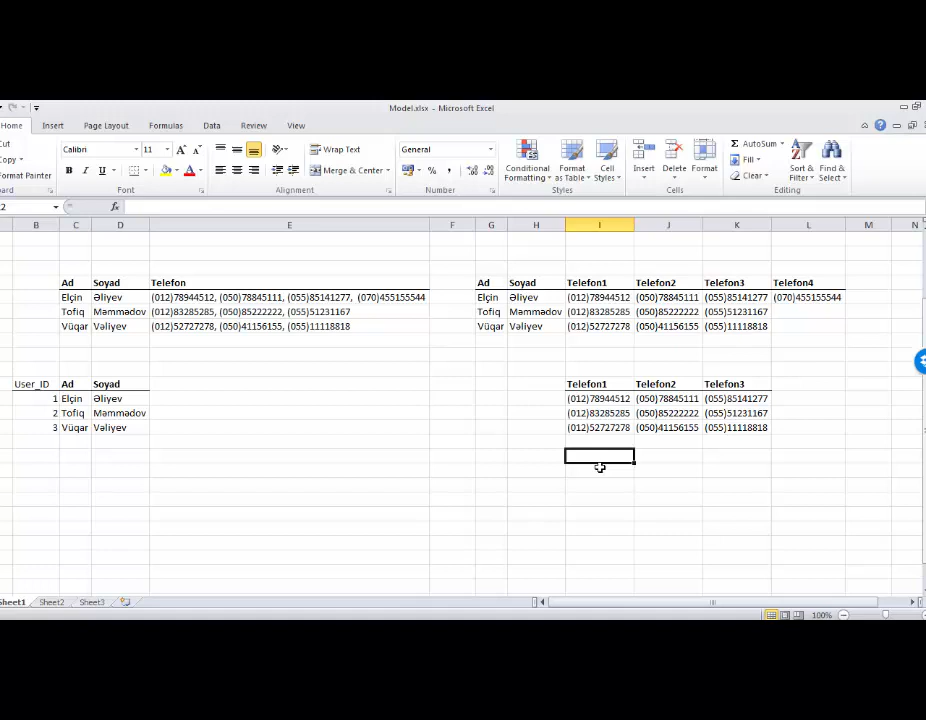 Model.xlsx - Microsoft Excel
Home Insert Page Layout Formulas Data Review View
Cut
Copy
Format Painter
Calibri 11 A A
B I U A
Wrap Text
Merge & Center
General
% ,
Conditional Formatting
Format as Table
Cell Styles
Insert Delete Format
Σ AutoSum
Fill
Clear
Sort & Filter
Find & Select
Font Alignment Number Styles Cells Editing
fx
B C D E F G H I J K L M N
Ad Soyad Telefon Ad Soyad Telefon1 Telefon2 Telefon3 Telefon4
Elçin Əliyev (012)78944512, (050)78845111, (055)85141277, (070)455155544 Elçin Əliyev (012)78944512 (050)78845111 (055)85141277 (070)455155544
Tofiq Məmmədov (012)83285285, (050)85222222, (055)51231167 Tofiq Məmmədov (012)83285285 (050)85222222 (055)51231167
Vüqar Vəliyev (012)52727278, (050)41156155, (055)11118818 Vüqar Vəliyev (012)52727278 (050)41156155 (055)11118818
User_ID Ad Soyad Telefon1 Telefon2 Telefon3
1 Elçin Əliyev (012)78944512 (050)78845111 (055)85141277
2 Tofiq Məmmədov (012)83285285 (050)85222222 (055)51231167
3 Vüqar Vəliyev (012)52727278 (050)41156155 (055)11118818
Sheet1 Sheet2 Sheet3
100%